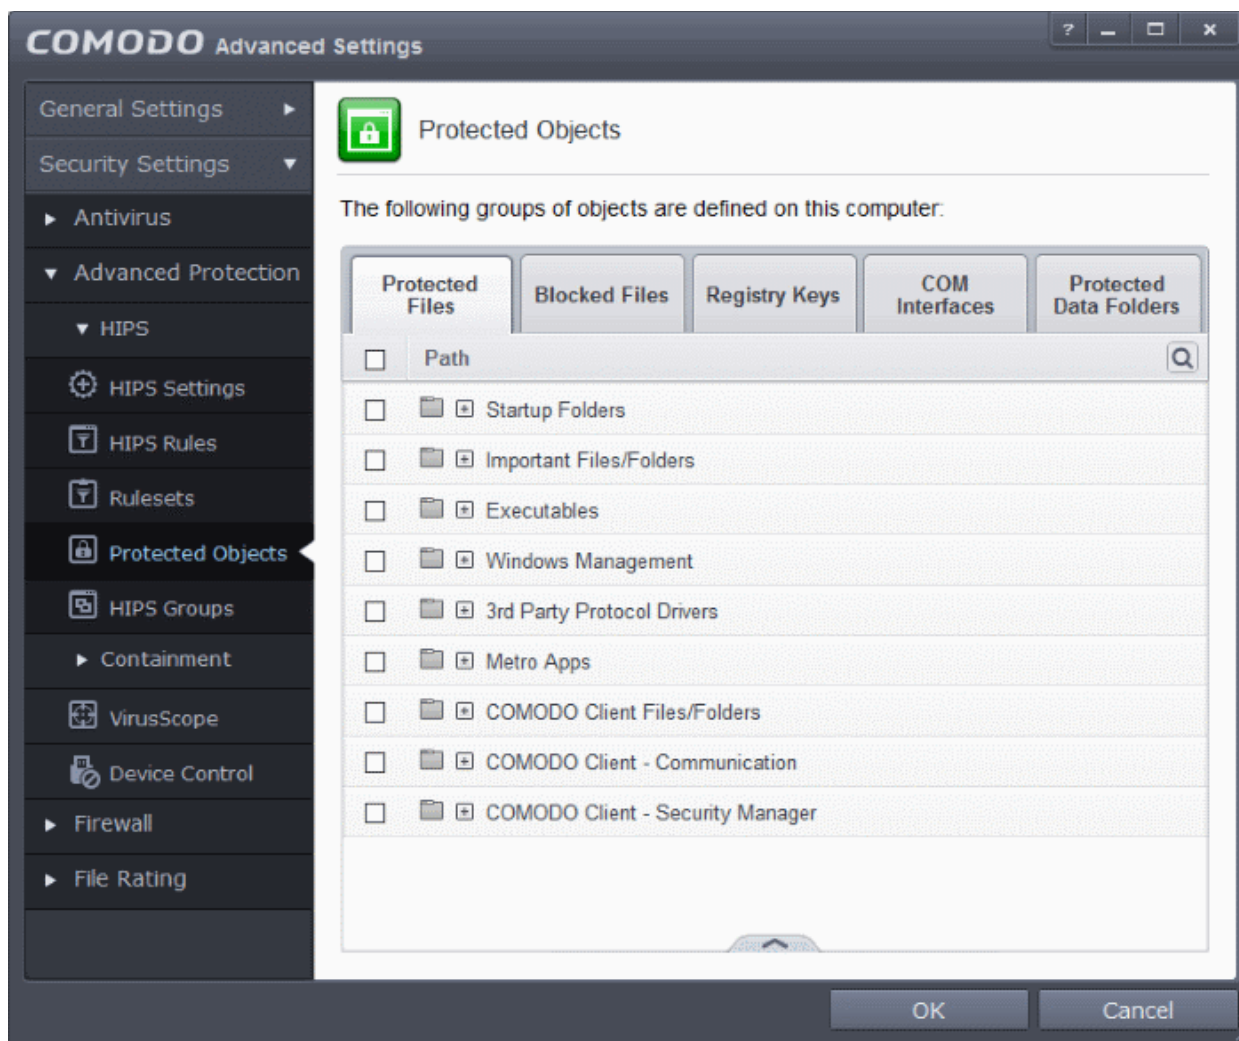 COMODO Advanced Settings
?
General Settings
Security Settings
Antivirus
Advanced Protection
HIPS
HIPS Settings
HIPS Rules
Rulesets
Protected Objects
HIPS Groups
Containment
VirusScope
Device Control
Firewall
File Rating
Protected Objects
The following groups of objects are defined on this computer:
Protected
Files
Blocked Files
Registry Keys
COM
Interfaces
Protected
Data Folders
Path
Startup Folders
Important Files/Folders
Executables
Windows Management
3rd Party Protocol Drivers
Metro Apps
COMODO Client Files/Folders
COMODO Client - Communication
COMODO Client - Security Manager
OK
Cancel